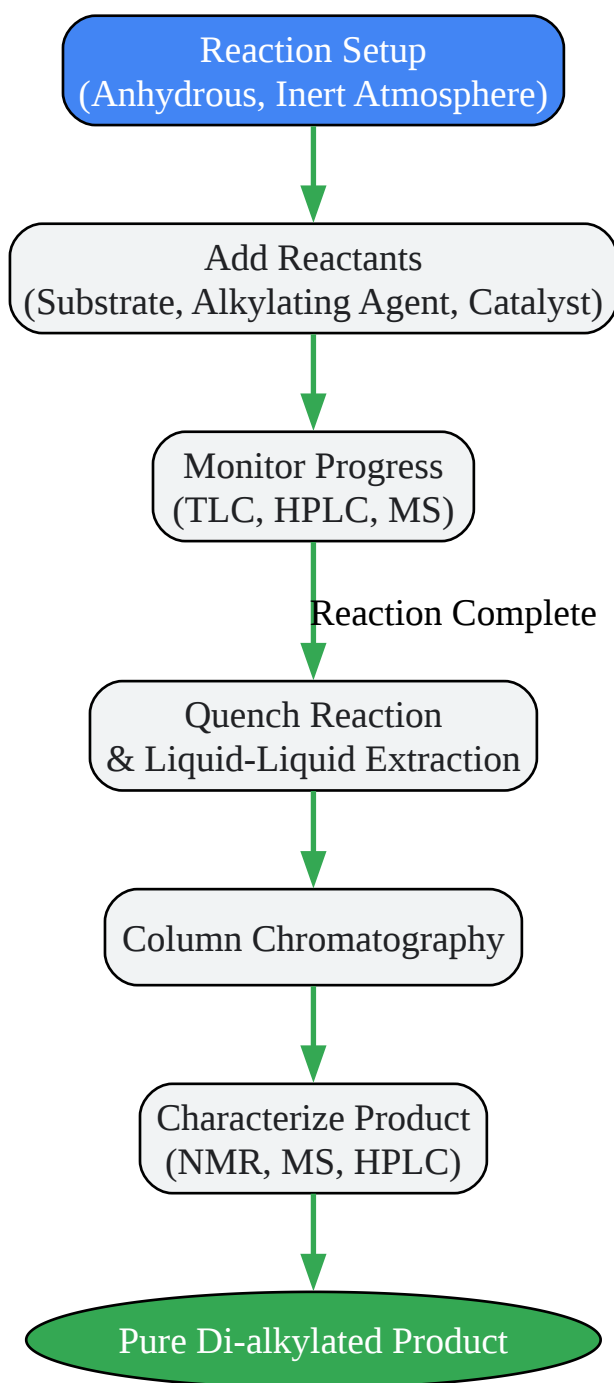 Reaction Setup
(Anhydrous, Inert Atmosphere)
Add Reactants
(Substrate, Alkylating Agent, Catalyst)
Monitor Progress
(TLC, HPLC, MS)
Reaction Complete
Quench Reaction
& Liquid-Liquid Extraction
Column Chromatography
Characterize Product
(NMR, MS, HPLC)
Pure Di-alkylated Product